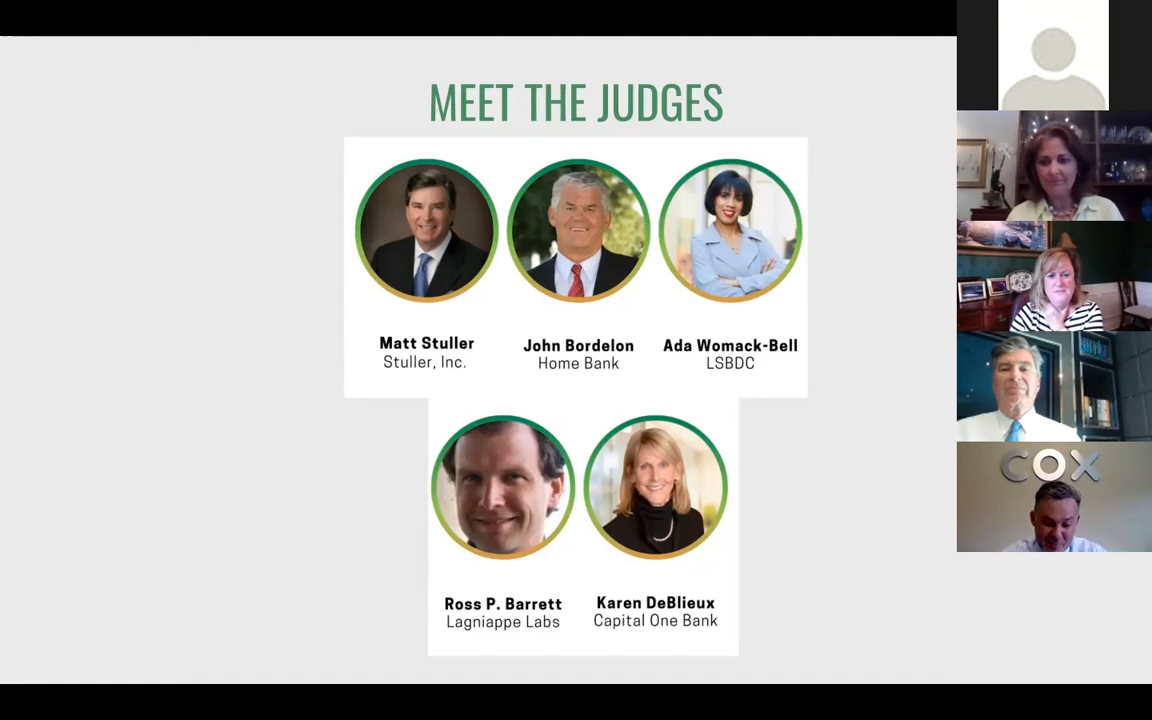 MEET THE JUDGES
Matt Stuller
Stuller, Inc.
John Bordelon
Home Bank
Ada Womack-Bell
LSBDC
Ross P. Barrett
Lagniappe Labs
Karen DeBlieux
Capital One Bank
COX